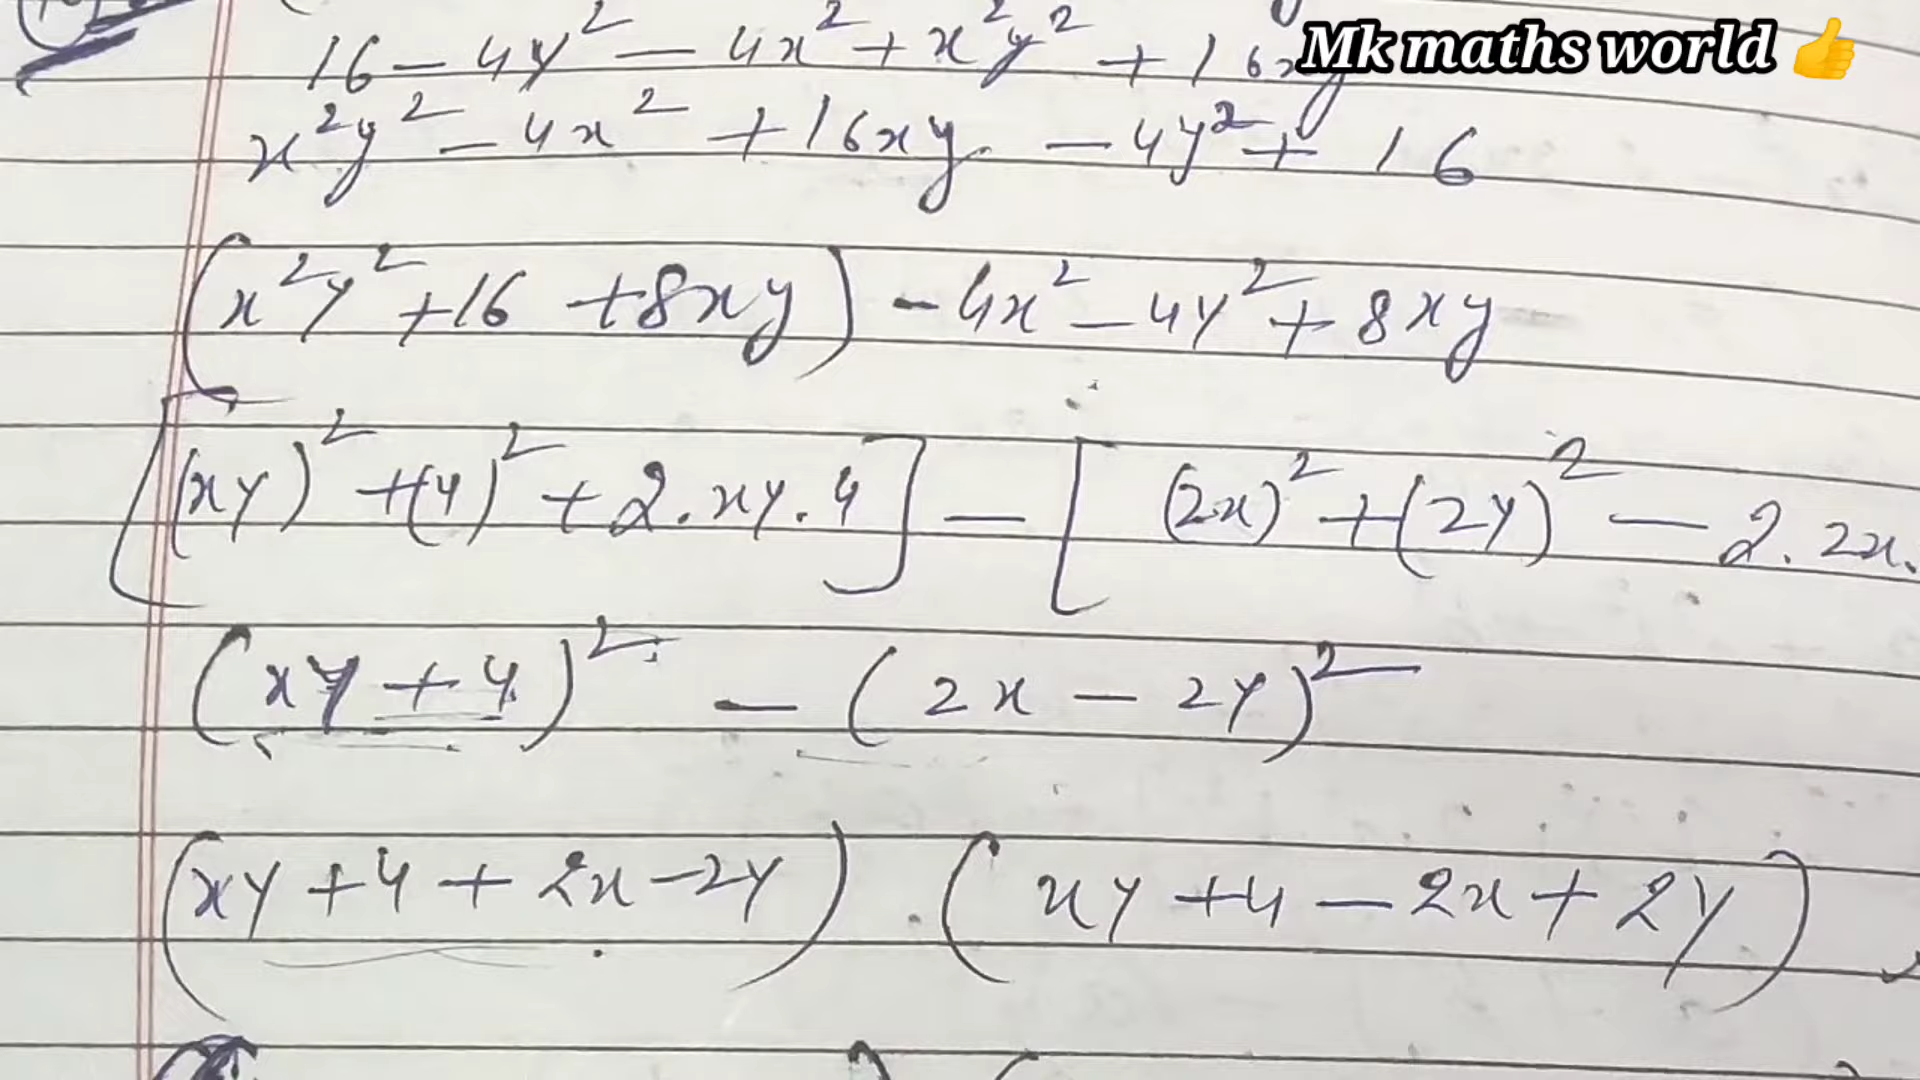 16 - 4y² - 4x² + x²y² + 16xy
Mk maths world 👍
x²y² - 4x² + 16xy - 4y² + 16
(x²y² + 16 + 8xy) - 4x² - 4y² + 8xy
[(xy)² + (4)² + 2.xy.4] - [(2x)² + (2y)² - 2.2x.
(xy + 4)² - (2x - 2y)²
(xy + 4 + 2x - 2y) . (xy + 4 - 2x + 2y)